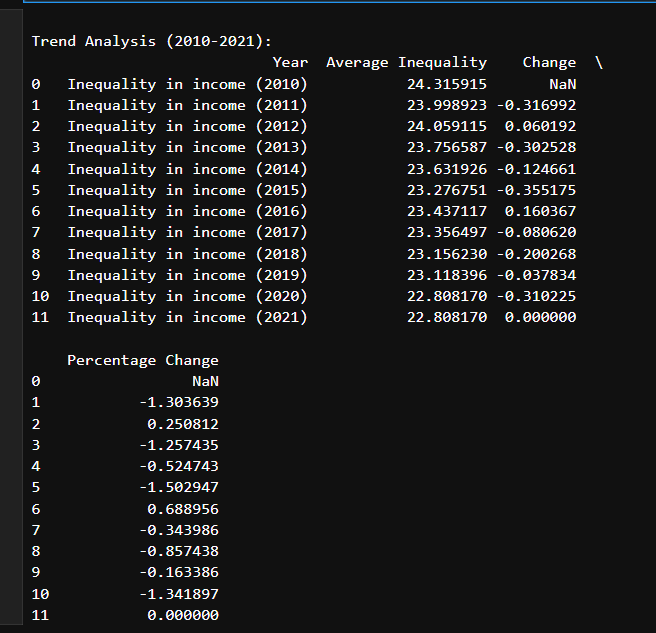 Trend Analysis (2010-2021):
Year Average Inequality Change \
0 Inequality in income (2010) 24.315915 NaN
1 Inequality in income (2011) 23.998923 -0.316992
2 Inequality in income (2012) 24.059115 0.060192
3 Inequality in income (2013) 23.756587 -0.302528
4 Inequality in income (2014) 23.631926 -0.124661
5 Inequality in income (2015) 23.276751 -0.355175
6 Inequality in income (2016) 23.437117 0.160367
7 Inequality in income (2017) 23.356497 -0.080620
8 Inequality in income (2018) 23.156230 -0.200268
9 Inequality in income (2019) 23.118396 -0.037834
10 Inequality in income (2020) 22.808170 -0.310225
11 Inequality in income (2021) 22.808170 0.000000
Percentage Change
0 NaN
1 -1.303639
2 0.250812
3 -1.257435
4 -0.524743
5 -1.502947
6 0.688956
7 -0.343986
8 -0.857438
9 -0.163386
10 -1.341897
11 0.000000